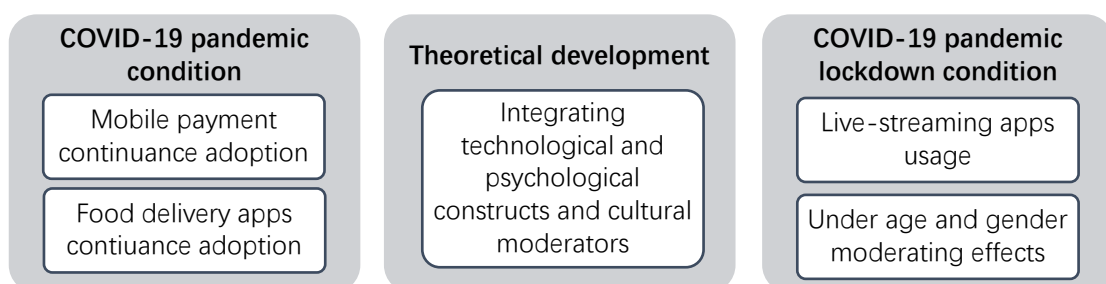 COVID-19 pandemic
condition
Mobile payment
continuance adoption
Food delivery apps
contiuance adoption
Theoretical development
Integrating
technological and
psychological
constructs and cultural
moderators
COVID-19 pandemic
lockdown condition
Live-streaming apps
usage
Under age and gender
moderating effects